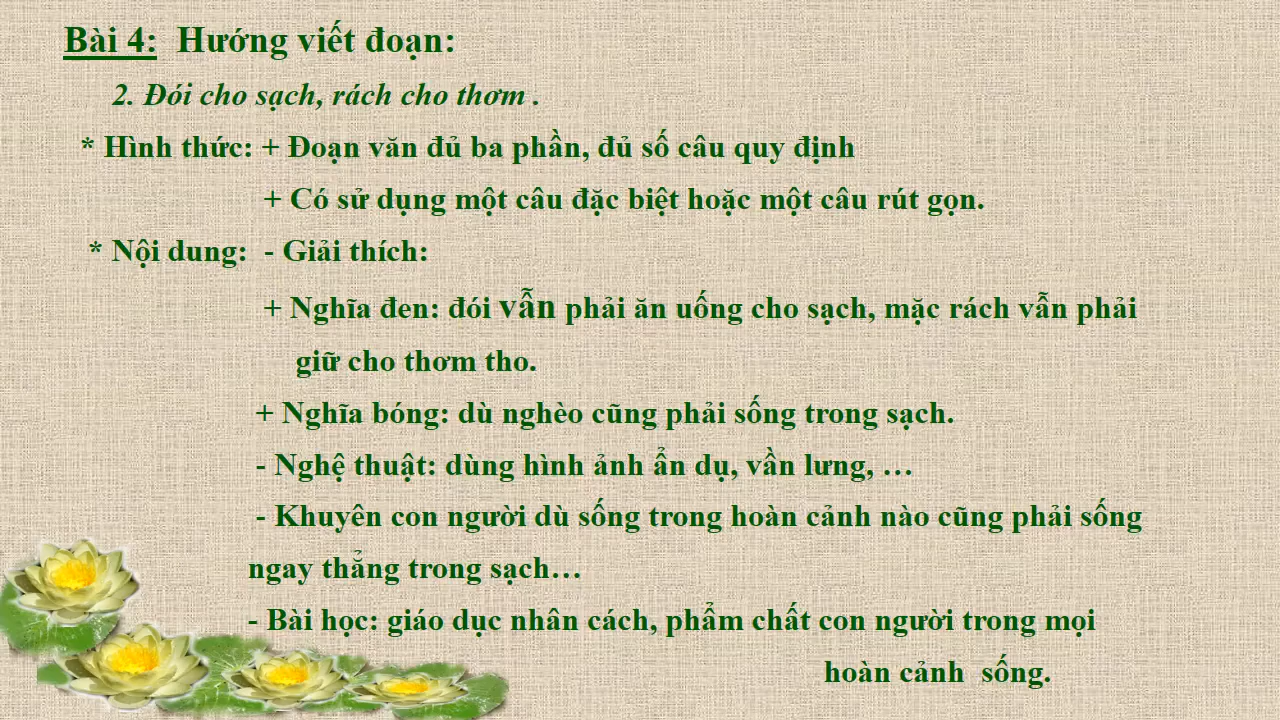 Bài 4: Hướng viết đoạn:
2. Đói cho sạch, rách cho thơm .
* Hình thức: + Đoạn văn đủ ba phần, đủ số câu quy định
+ Có sử dụng một câu đặc biệt hoặc một câu rút gọn.
* Nội dung: - Giải thích:
+ Nghĩa đen: đói vẫn phải ăn uống cho sạch, mặc rách vẫn phải
giữ cho thơm tho.
+ Nghĩa bóng: dù nghèo cũng phải sống trong sạch.
- Nghệ thuật: dùng hình ảnh ẩn dụ, vần lưng, …
- Khuyên con người dù sống trong hoàn cảnh nào cũng phải sống
ngay thẳng trong sạch…
- Bài học: giáo dục nhân cách, phẩm chất con người trong mọi
hoàn cảnh sống.